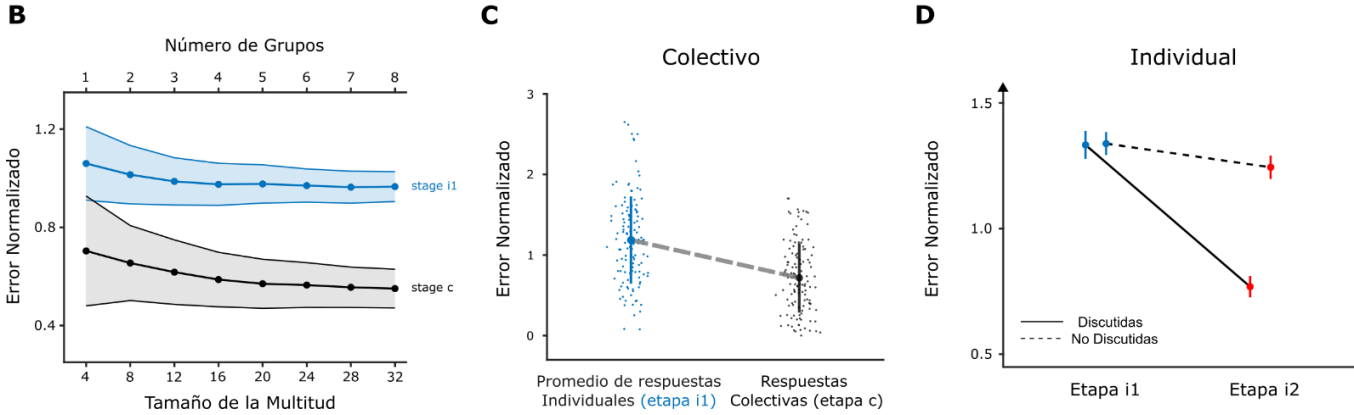 B
Número de Grupos
1 2 3 4 5 6 7 8
Error Normalizado
1.2
0.8
0.4
stage i1
stage c
4 8 12 16 20 24 28 32
Tamaño de la Multitud
C
Colectivo
Error Normalizado
3
2
1
0
Promedio de respuestas
Individuales (etapa i1)
Respuestas
Colectivas (etapa c)
D
Individual
Error Normalizado
1.5
1.0
0.5
Discutidas
No Discutidas
Etapa i1
Etapa i2